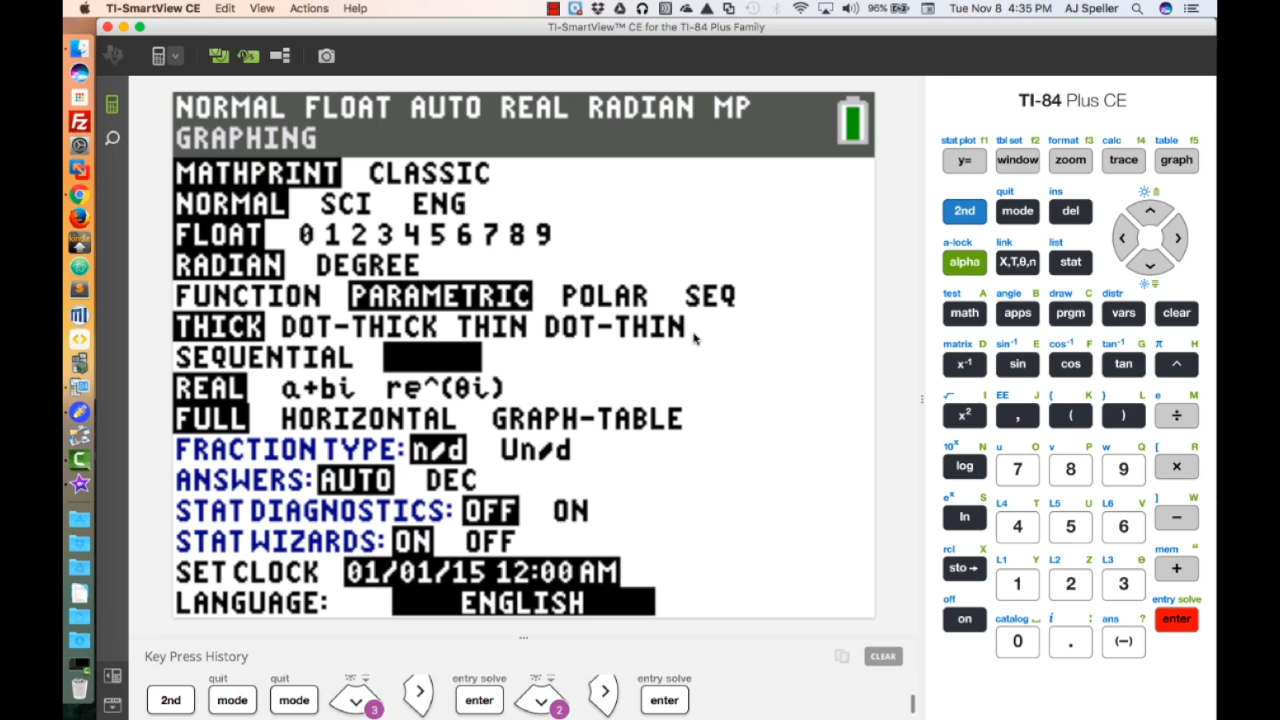 TI-SmartView CE Edit View Actions Help 96% Tue Nov 8 4:35 PM AJ Speller
TI-SmartView™ CE for the TI-84 Plus Family
NORMAL FLOAT AUTO REAL RADIAN MP
GRAPHING
MATHPRINT CLASSIC
NORMAL SCI ENG
FLOAT 0 1 2 3 4 5 6 7 8 9
RADIAN DEGREE
FUNCTION PARAMETRIC POLAR SEQ
THICK DOT-THICK THIN DOT-THIN
SEQUENTIAL
REAL a+bi re^(θi)
FULL HORIZONTAL GRAPH-TABLE
FRACTION TYPE: n/d Un/d
ANSWERS: AUTO DEC
STAT DIAGNOSTICS: OFF ON
STAT WIZARDS: ON OFF
SET CLOCK 01/01/15 12:00 AM
LANGUAGE: ENGLISH
Key Press History CLEAR
quit quit entry solve entry solve
2nd mode mode 3 enter 2 enter
TI-84 Plus CE
stat plot f1 tbl set f2 format f3 calc f4 table f5
y= window zoom trace graph
quit ins
2nd mode del
a-lock link list
alpha X,T,θ,n stat
test A angle B draw C distr
math apps prgm vars clear
matrix D sin⁻¹ E cos⁻¹ F tan⁻¹ G π H
x⁻¹ sin cos tan ^
√ I EE J { K } L e M
x² , ( ) ÷
10ˣ N u O v P w Q [ R
log 7 8 9 ×
eˣ S L4 T L5 U L6 V ] W
ln 4 5 6 −
rcl X L1 Y L2 Z L3 θ mem "
sto→ 1 2 3 +
off catalog i : ans ? entry solve
on 0 . (−) enter